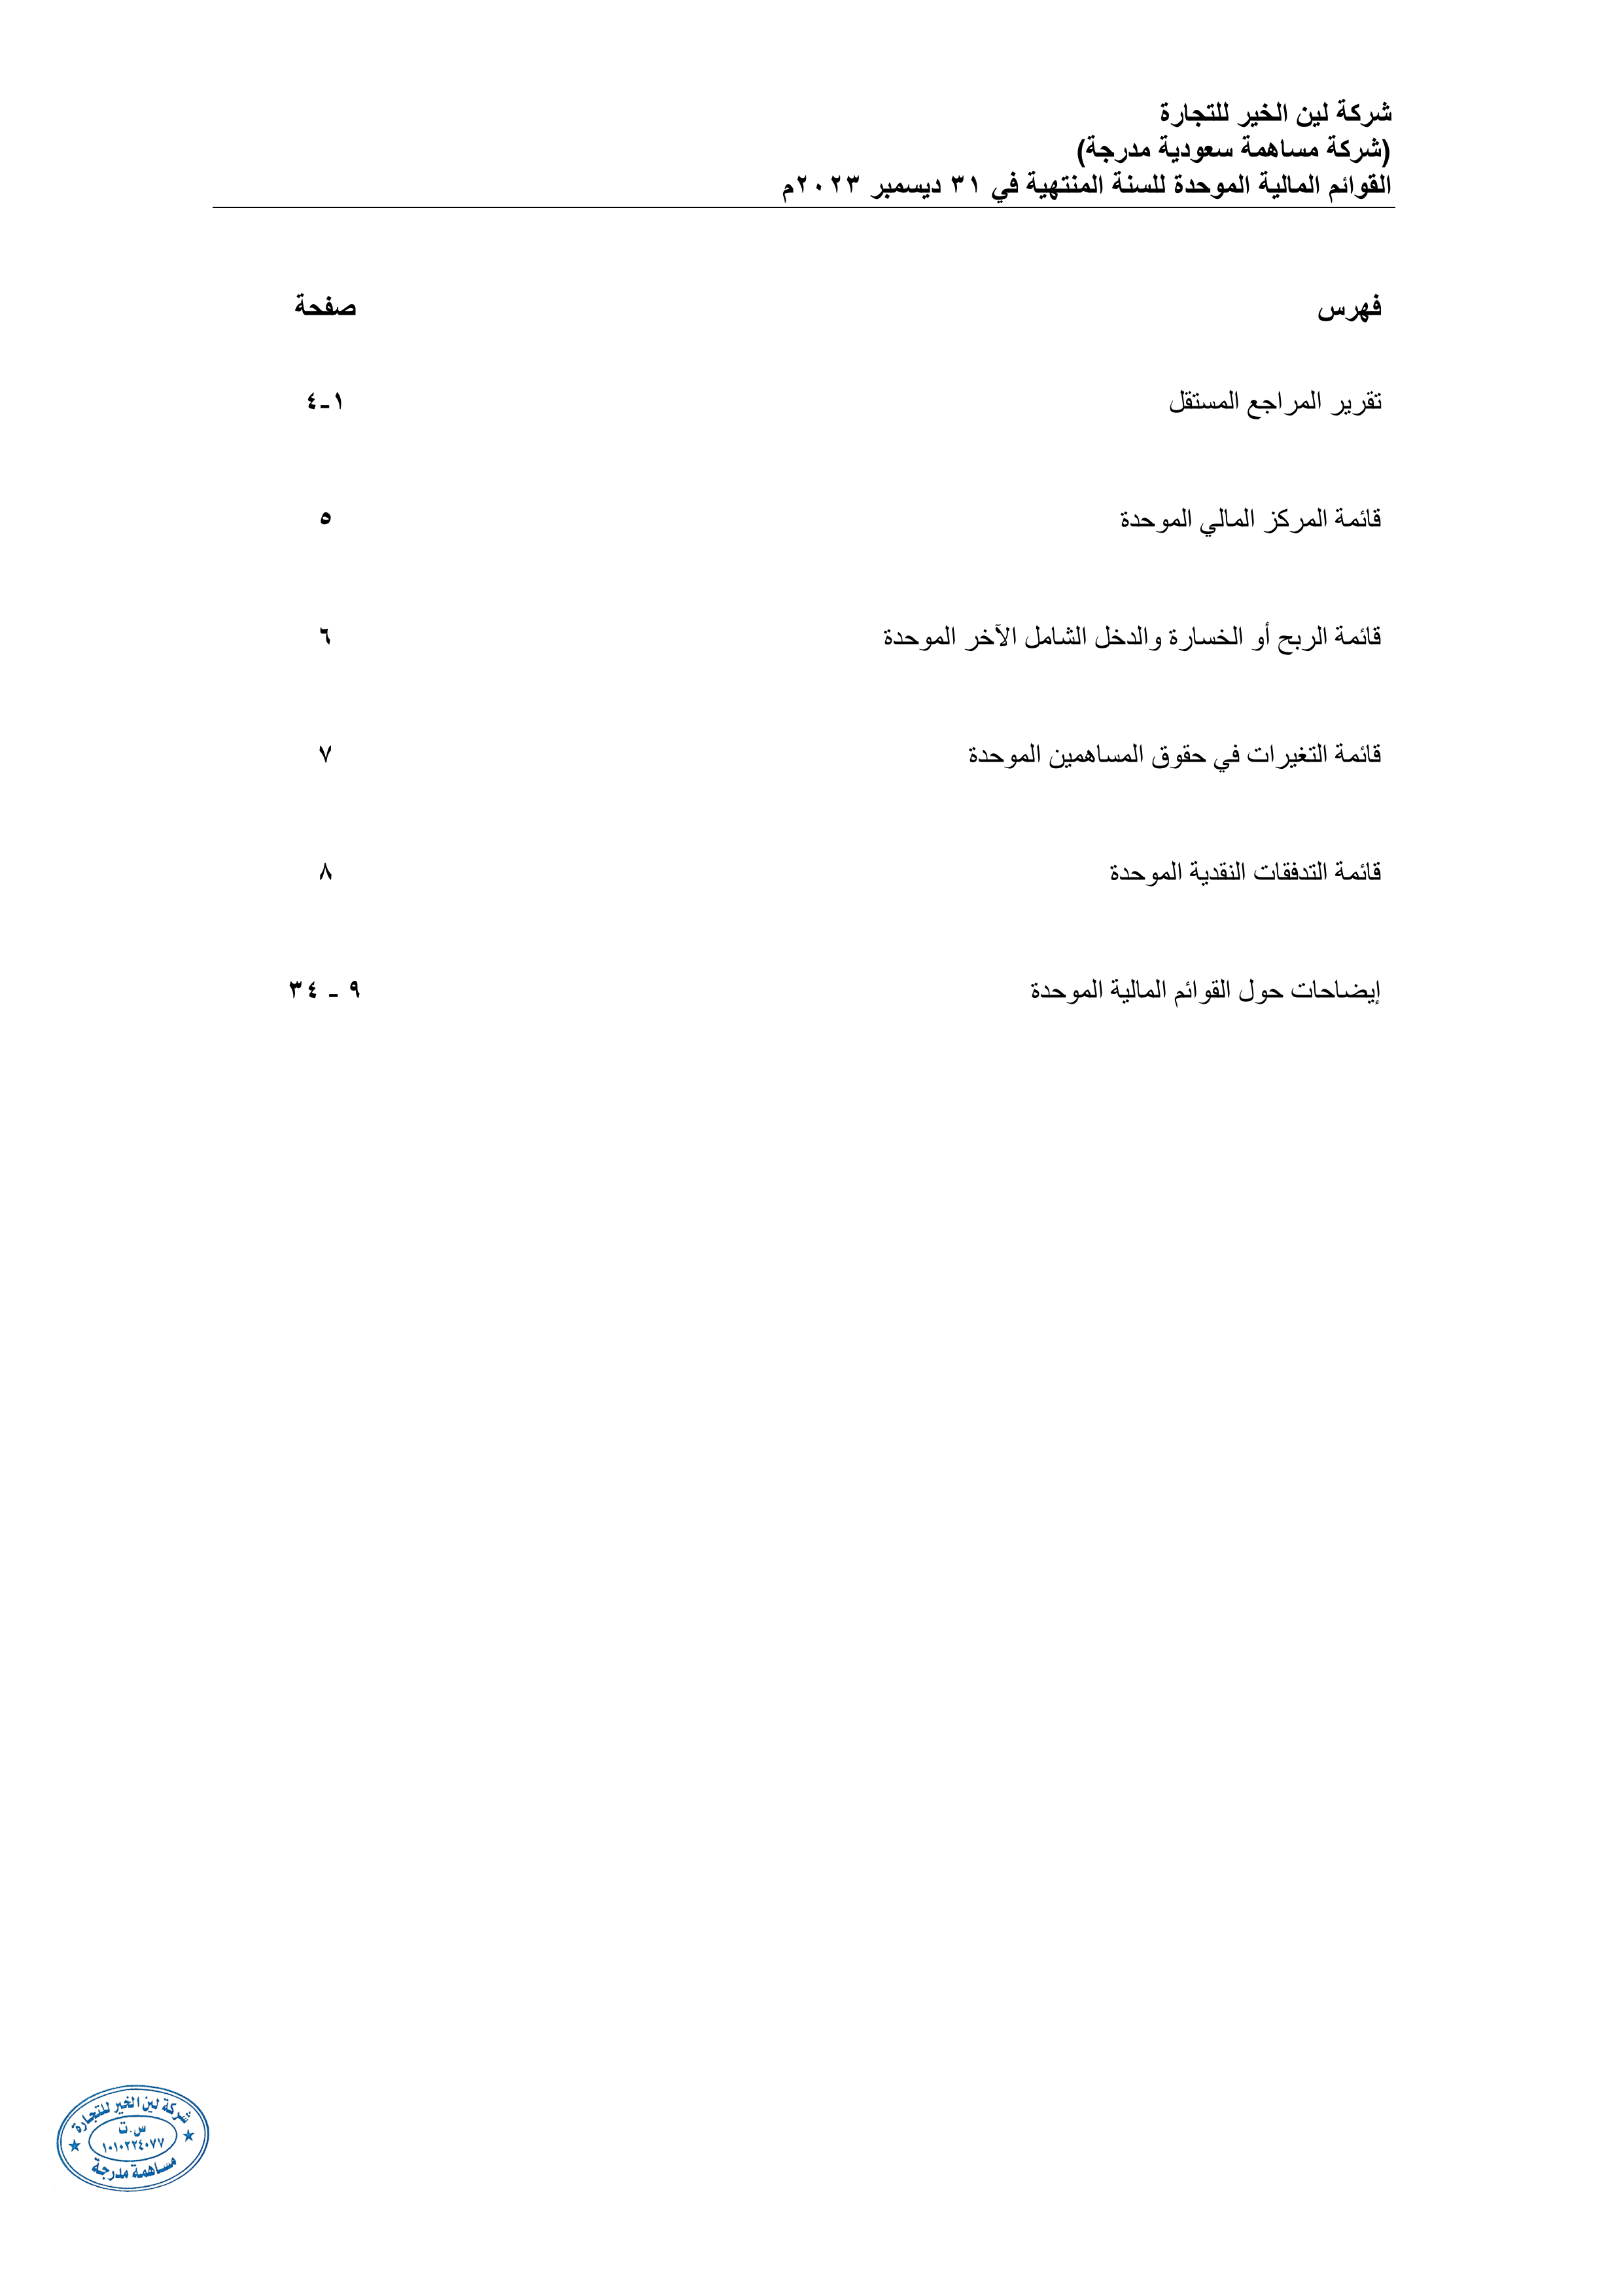 شركة لين الخير للتجارة
(شركة مساهمة سعودية مدرجة)
القوائم المالية الموحدة للسنة المنتهية في ٣١ ديسمبر ٢٠٢٣م
فهرس صفحة
تقرير المراجع المستقل ١-٤
قائمة المركز المالي الموحدة ٥
قائمة الربح أو الخسارة والدخل الشامل الآخر الموحدة ٦
قائمة التغيرات في حقوق المساهمين الموحدة ٧
قائمة التدفقات النقدية الموحدة ٨
إيضاحات حول القوائم المالية الموحدة ٩ - ٣٤
شركة لين الخير للتجارة
س.ت
١٠١٠٢٢٤٠٧٧
مساهمة مدرجة